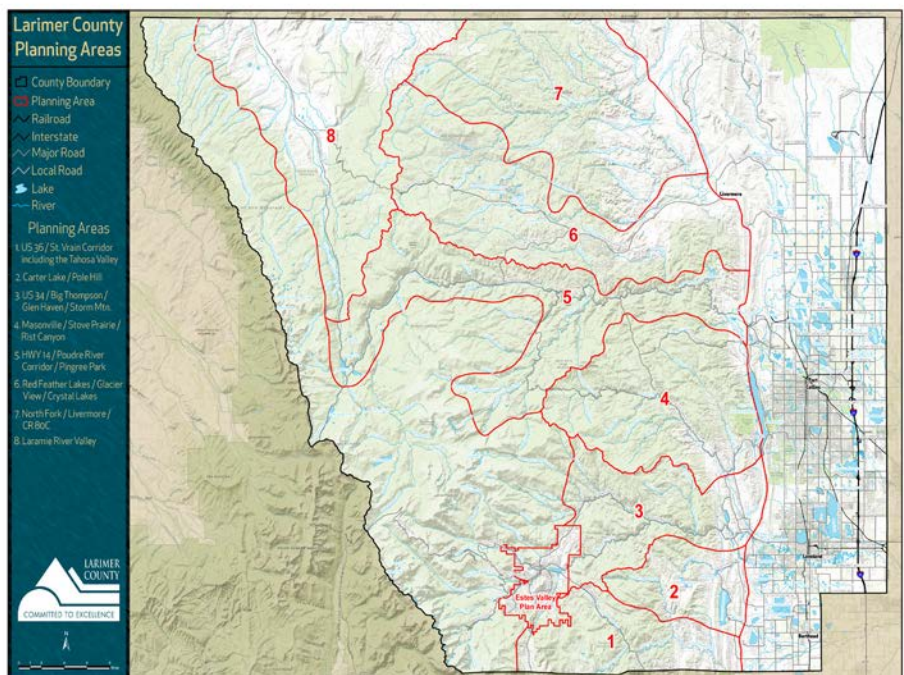 Larimer County
Planning Areas
County Boundary
Planning Area
Railroad
Interstate
Major Road
Local Road
Lake
River
Planning Areas
1. US 36 / St. Vrain Corridor
including the Tahosa Valley
2. Carter Lake / Pole Hill
3. US 34 / Big Thompson /
Glen Haven / Storm Mtn.
4. Masonville / Stove Prairie /
Rist Canyon
5. HWY 14 / Poudre River
Corridor / Pingree Park
6. Red Feather Lakes / Glacier
View / Crystal Lakes
7. North Fork / Livermore /
CR 80C
8. Laramie River Valley
LARIMER
COUNTY
COMMITTED TO EXCELLENCE
N
7
8
Livermore
6
5
4
3
Estes Valley
Plan Area
2
1
Loveland
Berthoud